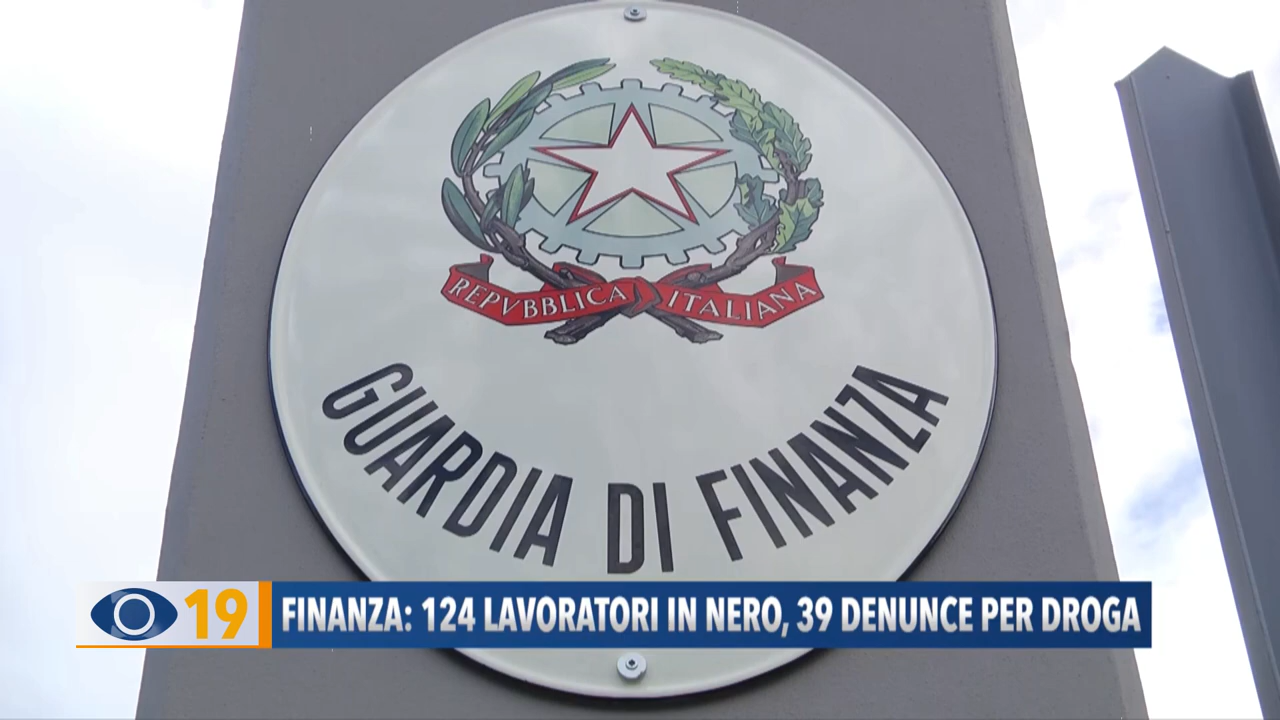 REPVBBLICA ITALIANA
GUARDIA DI FINANZA
19 FINANZA: 124 LAVORATORI IN NERO, 39 DENUNCE PER DROGA